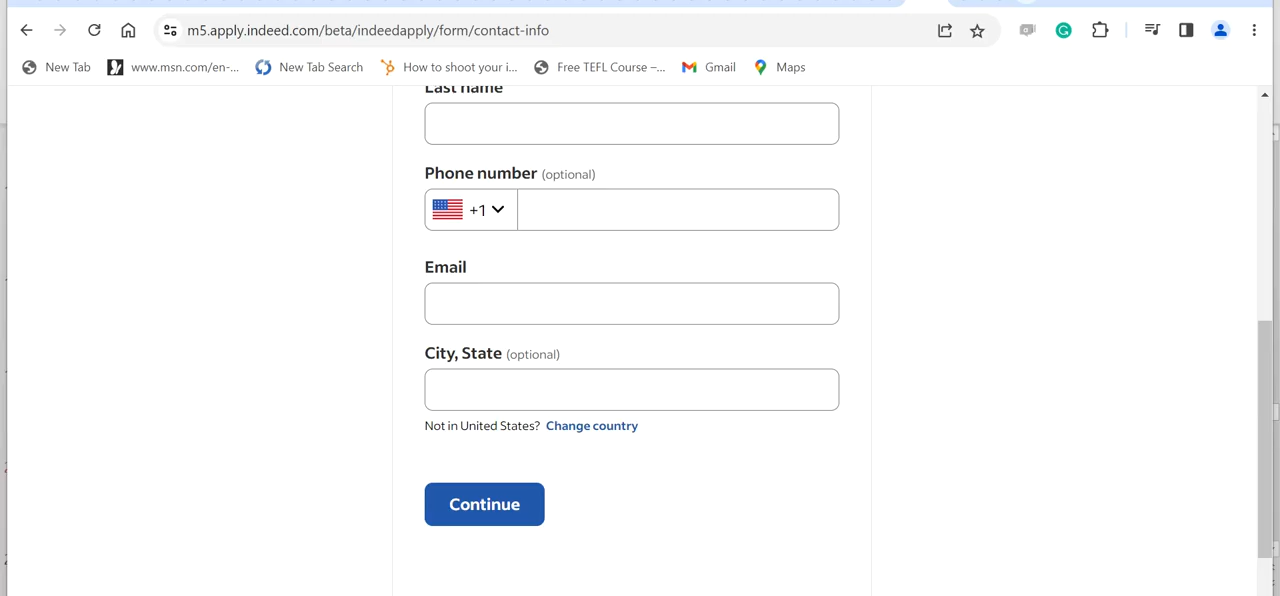 m5.apply.indeed.com/beta/indeedapply/form/contact-info
New Tab www.msn.com/en-... New Tab Search How to shoot your i... Free TEFL Course –... Gmail Maps
Last name
Phone number (optional)
+1
Email
City, State (optional)
Not in United States? Change country
Continue